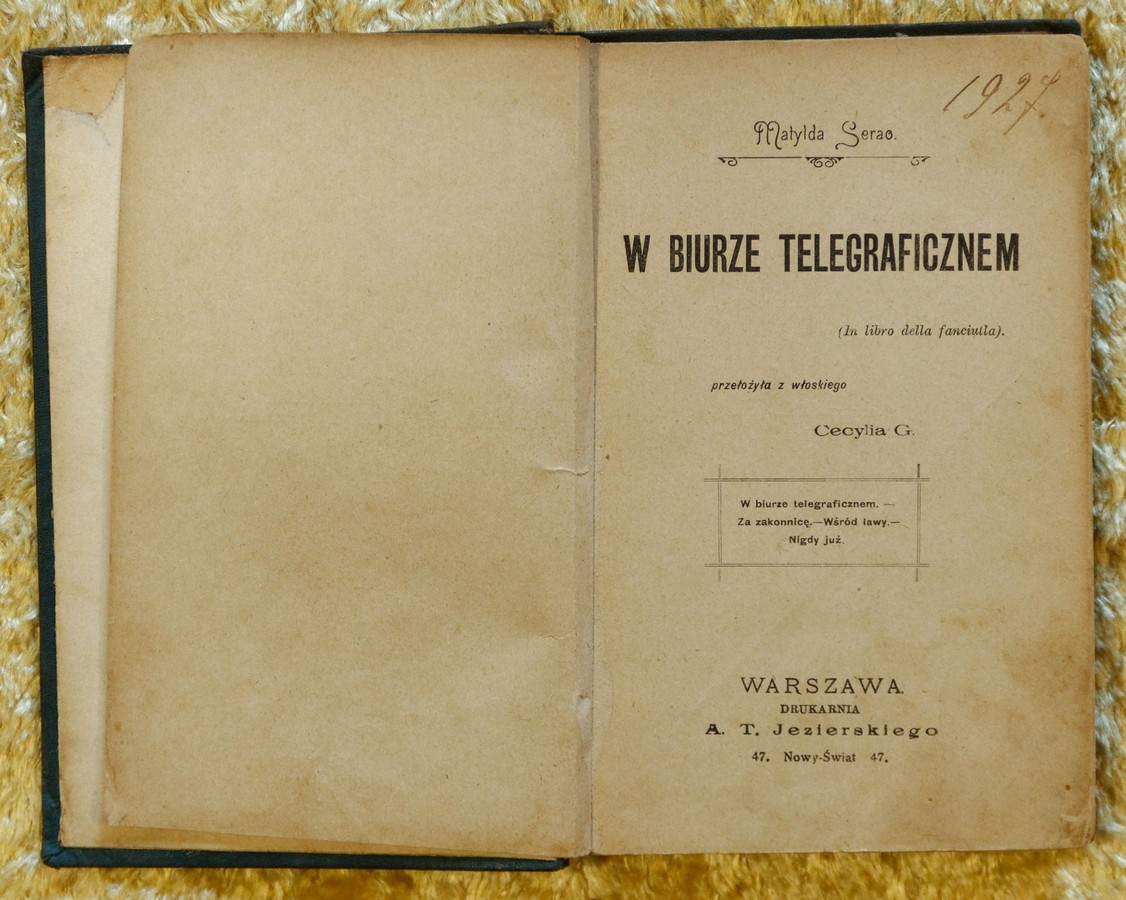 1927.
Matylda Serao.
W BIURZE TELEGRAFICZNEM
(In libro della fanciulla).
przełożyła z włoskiego
Cecylia G.
W biurze telegraficznem. —
Za zakonnicę.—Wśród ławy.—
Nigdy już.
WARSZAWA.
DRUKARNIA
A. T. Jezierskiego
47. Nowy-Świat 47.